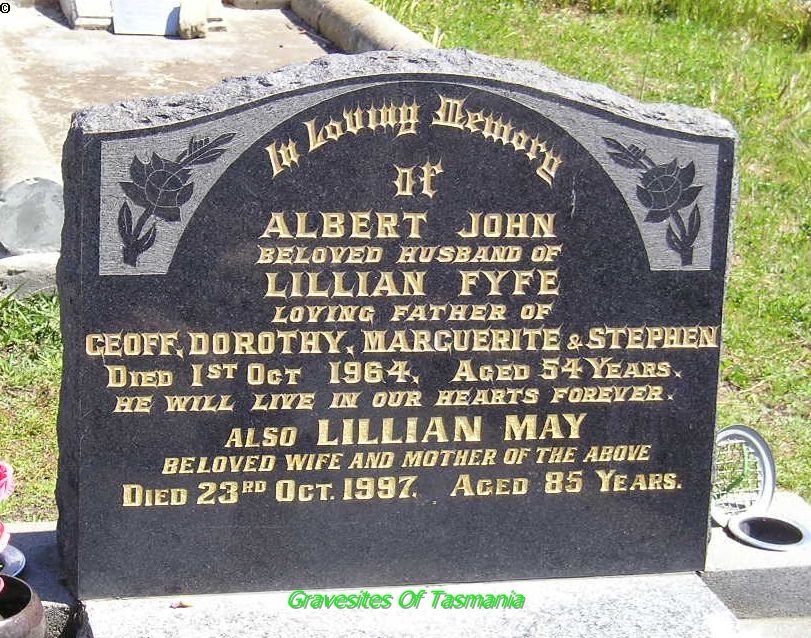 ©
In Loving Memory
of
ALBERT JOHN
BELOVED HUSBAND OF
LILLIAN FYFE
LOVING FATHER OF
GEOFF, DOROTHY, MARGUERITE & STEPHEN
DIED 1ST OCT 1964. AGED 54 YEARS.
HE WILL LIVE IN OUR HEARTS FOREVER.
ALSO LILLIAN MAY
BELOVED WIFE AND MOTHER OF THE ABOVE
DIED 23RD OCT. 1997. AGED 85 YEARS.
Gravesites Of Tasmania